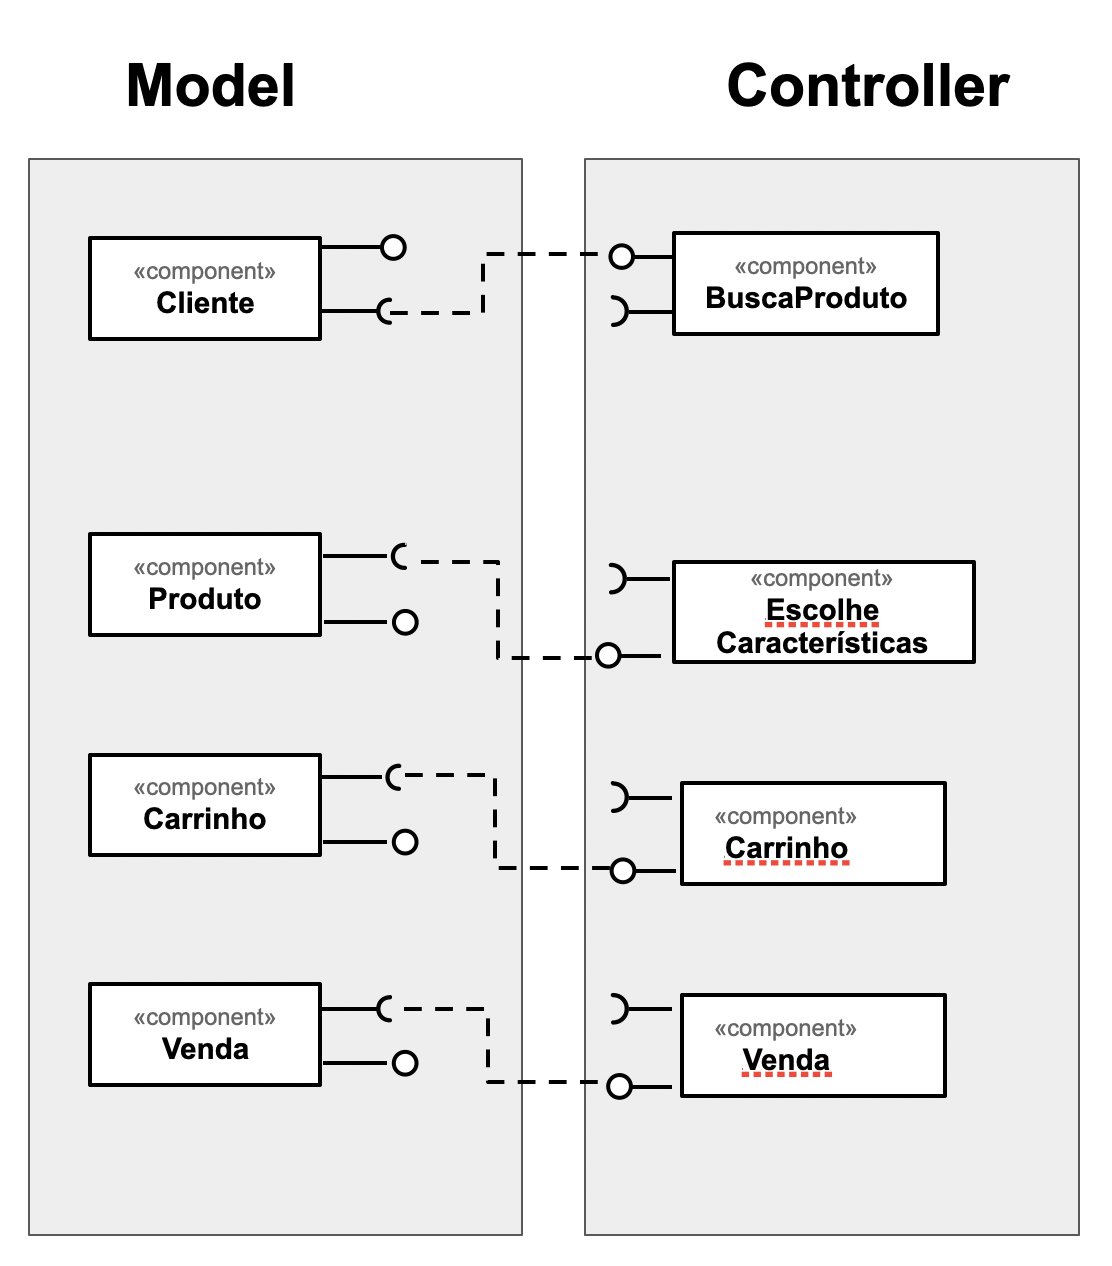 Model
Controller
«component»
Cliente
«component»
Produto
«component»
Carrinho
«component»
Venda
«component»
BuscaProduto
«component»
Escolhe
Características
«component»
Carrinho
«component»
Venda